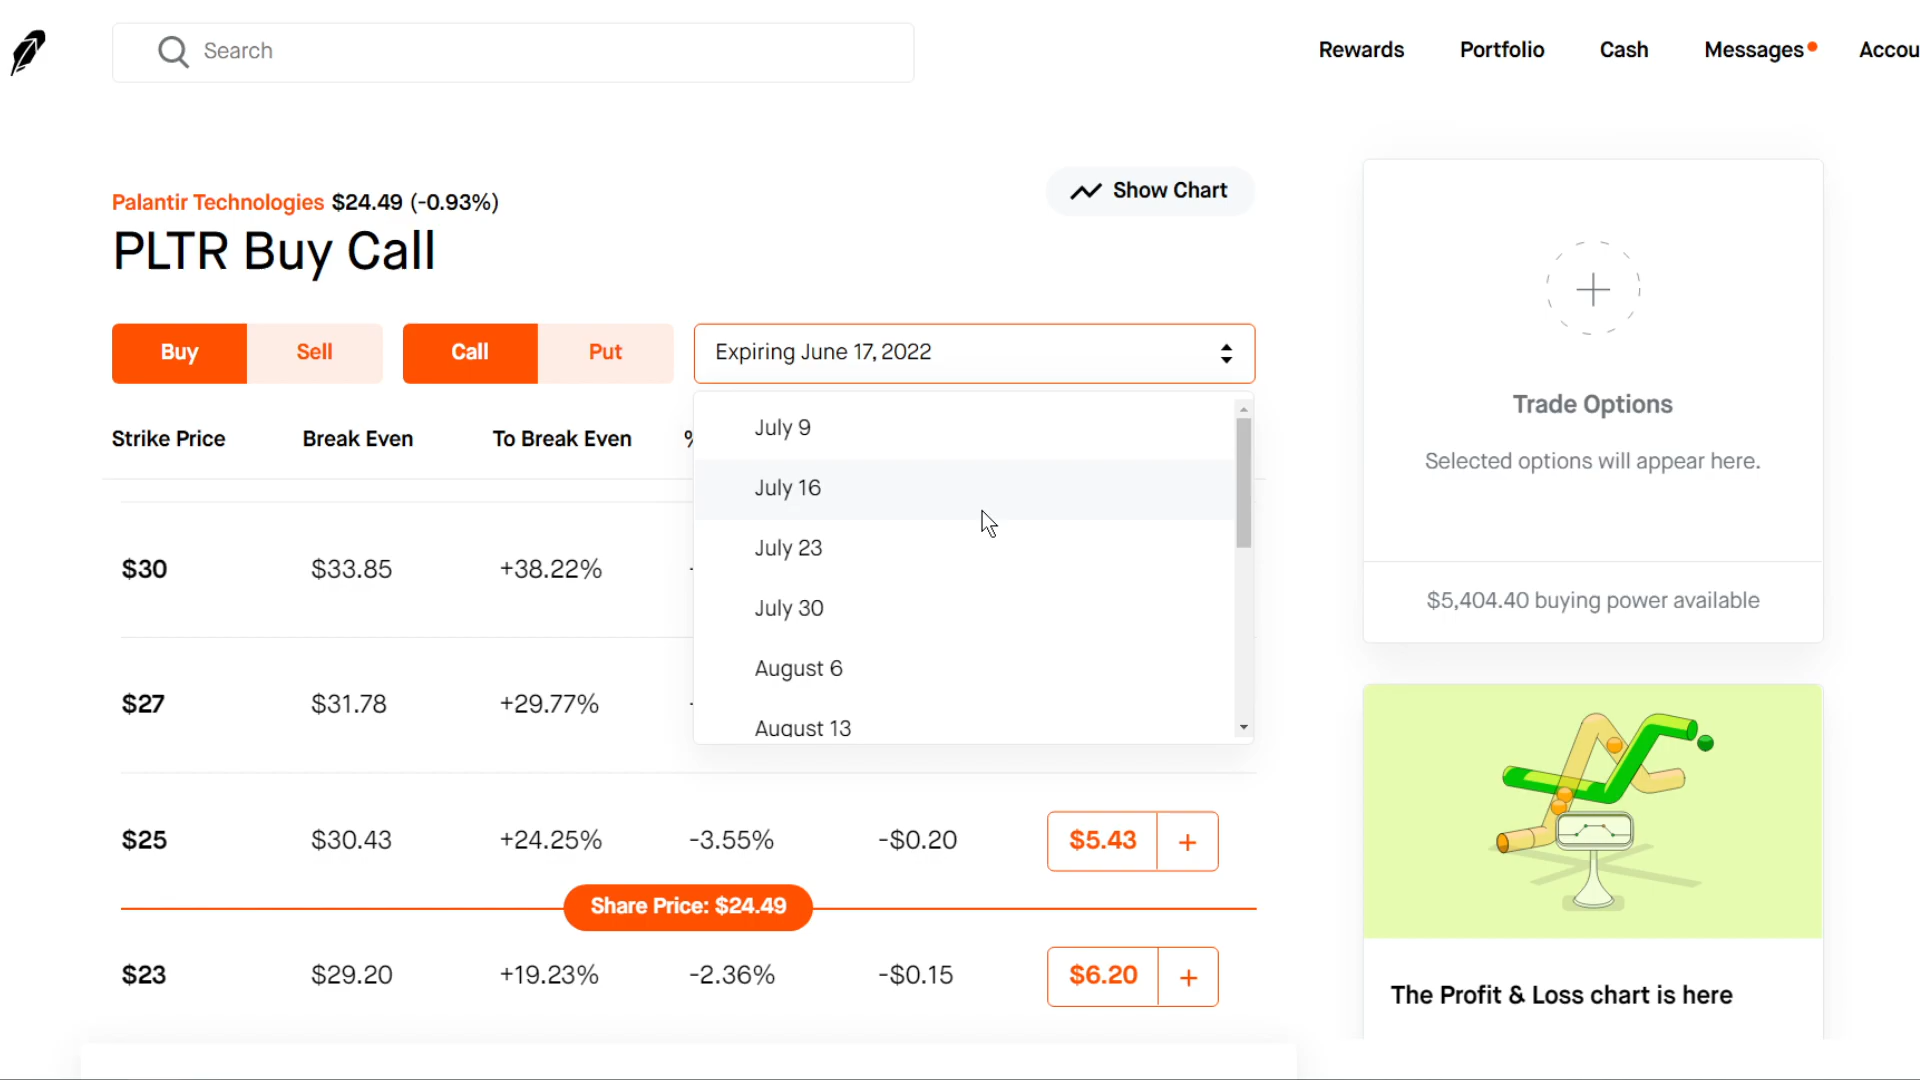 Search
Rewards Portfolio Cash Messages Accou
Palantir Technologies $24.49 (-0.93%)
PLTR Buy Call
Show Chart
Buy Sell Call Put Expiring June 17, 2022
Strike Price Break Even To Break Even %
July 9
July 16
July 23
July 30
August 6
August 13
$30 $33.85 +38.22% -
$27 $31.78 +29.77% -
$25 $30.43 +24.25% -3.55% -$0.20 $5.43 +
Share Price: $24.49
$23 $29.20 +19.23% -2.36% -$0.15 $6.20 +
Trade Options
Selected options will appear here.
$5,404.40 buying power available
The Profit & Loss chart is here